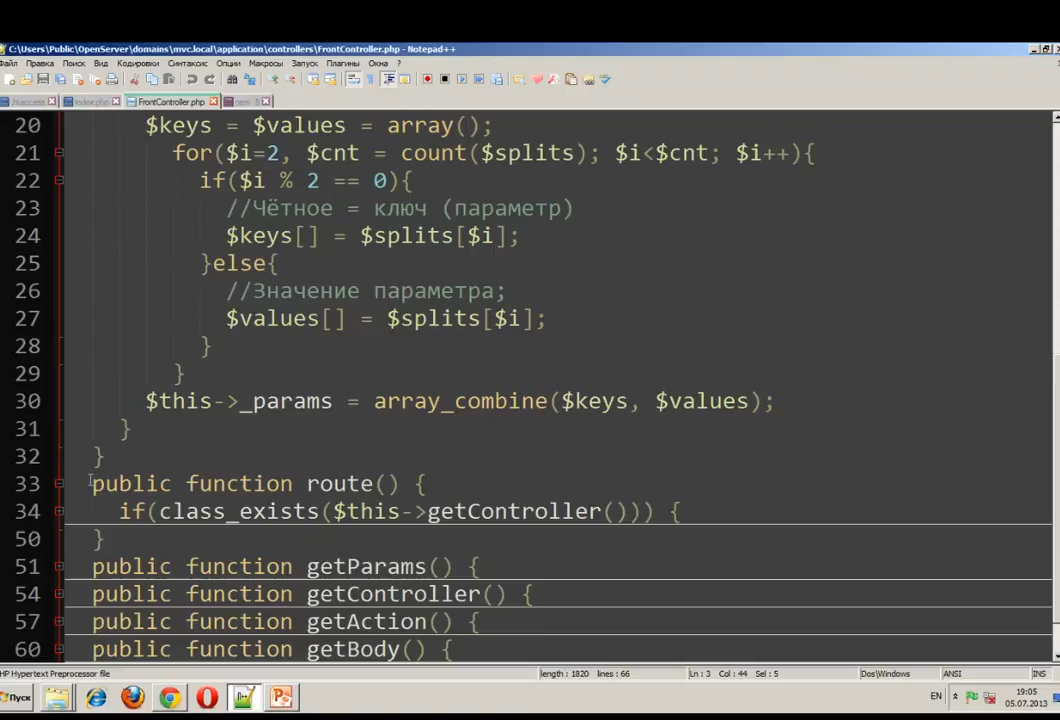 C:\Users\Public\OpenServer\domains\mvc.local\application\controllers\FrontController.php - Notepad++
Файл Правка Поиск Вид Кодировки Синтаксис Опции Макросы Запуск Плагины Окна ?
.htaccess index.php FrontController.php new 8
20 $keys = $values = array();
21 for($i=2, $cnt = count($splits); $i<$cnt; $i++){
22 if($i % 2 == 0){
23 //Чётное = ключ (параметр)
24 $keys[] = $splits[$i];
25 }else{
26 //Значение параметра;
27 $values[] = $splits[$i];
28 }
29 }
30 $this->_params = array_combine($keys, $values);
31 }
32 }
33 public function route() {
34 if(class_exists($this->getController())) {
50 }
51 public function getParams() {
54 public function getController() {
57 public function getAction() {
60 public function getBody() {
HP Hypertext Preprocessor file length : 1820 lines : 66 Ln : 3 Col : 44 Sel : 5 Dos\Windows ANSI INS
Пуск EN 19:05
05.07.2013